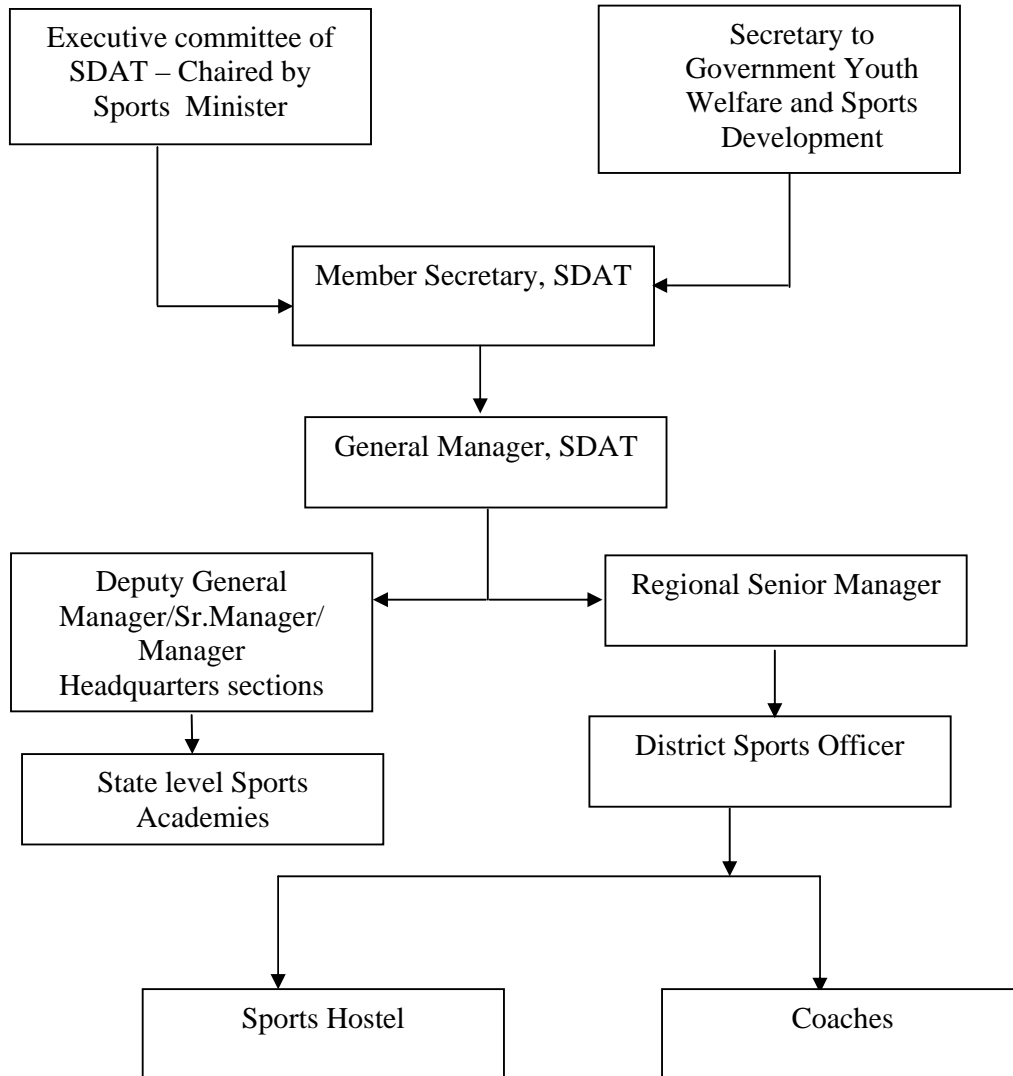 Executive committee of
SDAT – Chaired by
Sports Minister
Secretary to
Government Youth
Welfare and Sports
Development
Member Secretary, SDAT
General Manager, SDAT
Deputy General
Manager/Sr.Manager/
Manager
Headquarters sections
Regional Senior Manager
State level Sports
Academies
District Sports Officer
Sports Hostel
Coaches